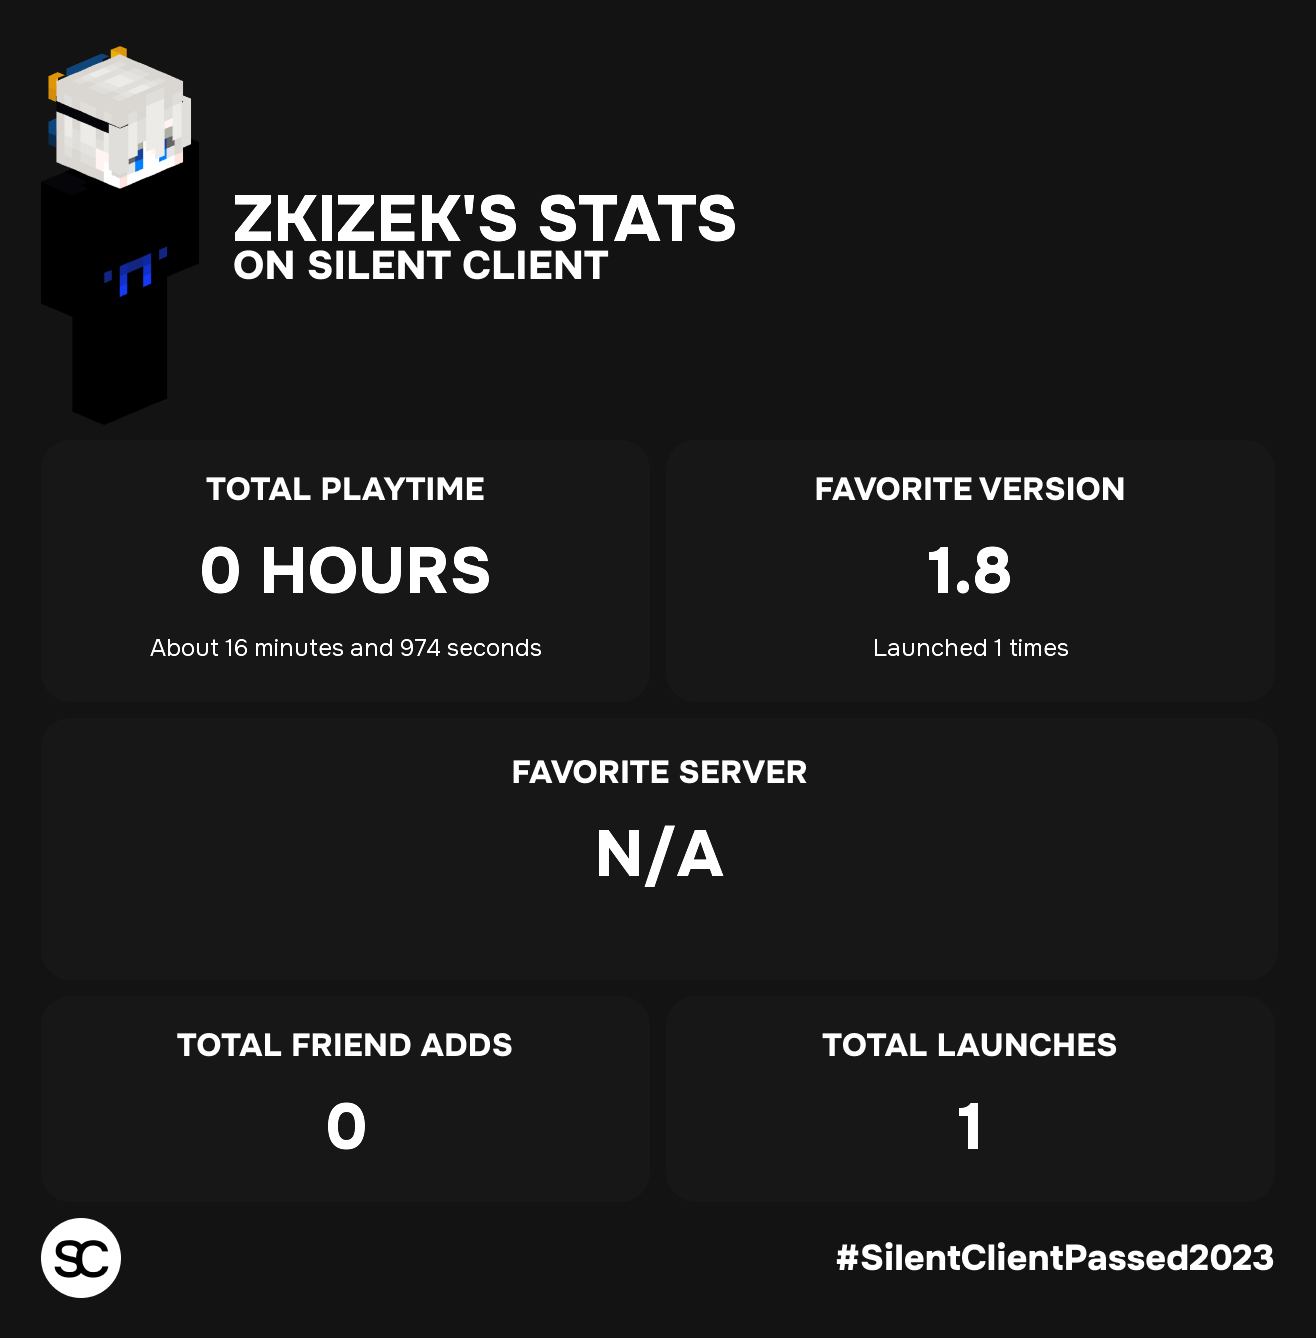 ZKIZEK'S STATS
ON SILENT CLIENT
TOTAL PLAYTIME
0 HOURS
About 16 minutes and 974 seconds
FAVORITE VERSION
1.8
Launched 1 times
FAVORITE SERVER
N/A
TOTAL FRIEND ADDS
0
TOTAL LAUNCHES
1
SC
#SilentClientPassed2023